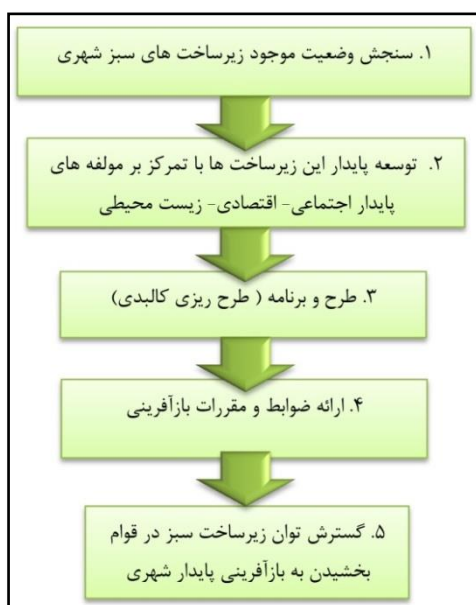 ۱. سنجش وضعیت موجود زیرساخت های سبز شهری
۲. توسعه پایدار این زیرساخت ها با تمرکز بر مولفه های
پایدار اجتماعی- اقتصادی- زیست محیطی
۳. طرح و برنامه ( طرح ریزی کالبدی)
۴. ارائه ضوابط و مقررات بازآفرینی
۵. گسترش توان زیرساخت سبز در قوام
بخشیدن به بازآفرینی پایدار شهری